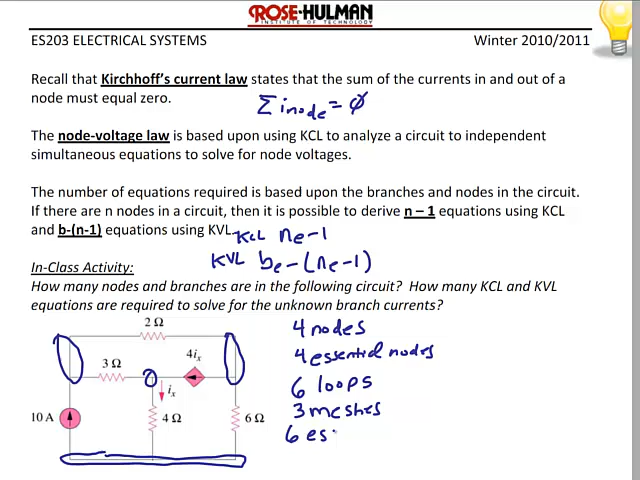 ROSE-HULMAN
INSTITUTE OF TECHNOLOGY
ES203 ELECTRICAL SYSTEMS Winter 2010/2011
Recall that Kirchhoff's current law states that the sum of the currents in and out of a
node must equal zero.
Σ inode = ∅
The node-voltage law is based upon using KCL to analyze a circuit to independent
simultaneous equations to solve for node voltages.
The number of equations required is based upon the branches and nodes in the circuit.
If there are n nodes in a circuit, then it is possible to derive n – 1 equations using KCL
and b-(n-1) equations using KVL.
KCL ne-1
KVL be-(ne-1)
In-Class Activity:
How many nodes and branches are in the following circuit? How many KCL and KVL
equations are required to solve for the unknown branch currents?
2 Ω
4 nodes
3 Ω 4ix
4 essential nodes
ix
6 loops
10 A 4 Ω 6 Ω
3 meshes
6 es